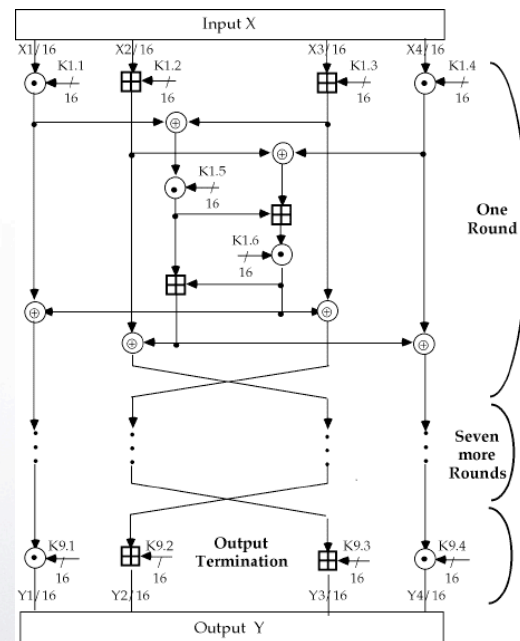 Input X
X1/ 16 X2/ 16 X3/ 16 X4/ 16
K1.1 K1.2 K1.3 K1.4
16 16 16 16
K1.5
16
One
Round
K1.6
16
Seven
more
Rounds
K9.1 K9.2 Output K9.3 K9.4
16 16 Termination 16 16
Y1/ 16 Y2/ 16 Y3/ 16 Y4/ 16
Output Y